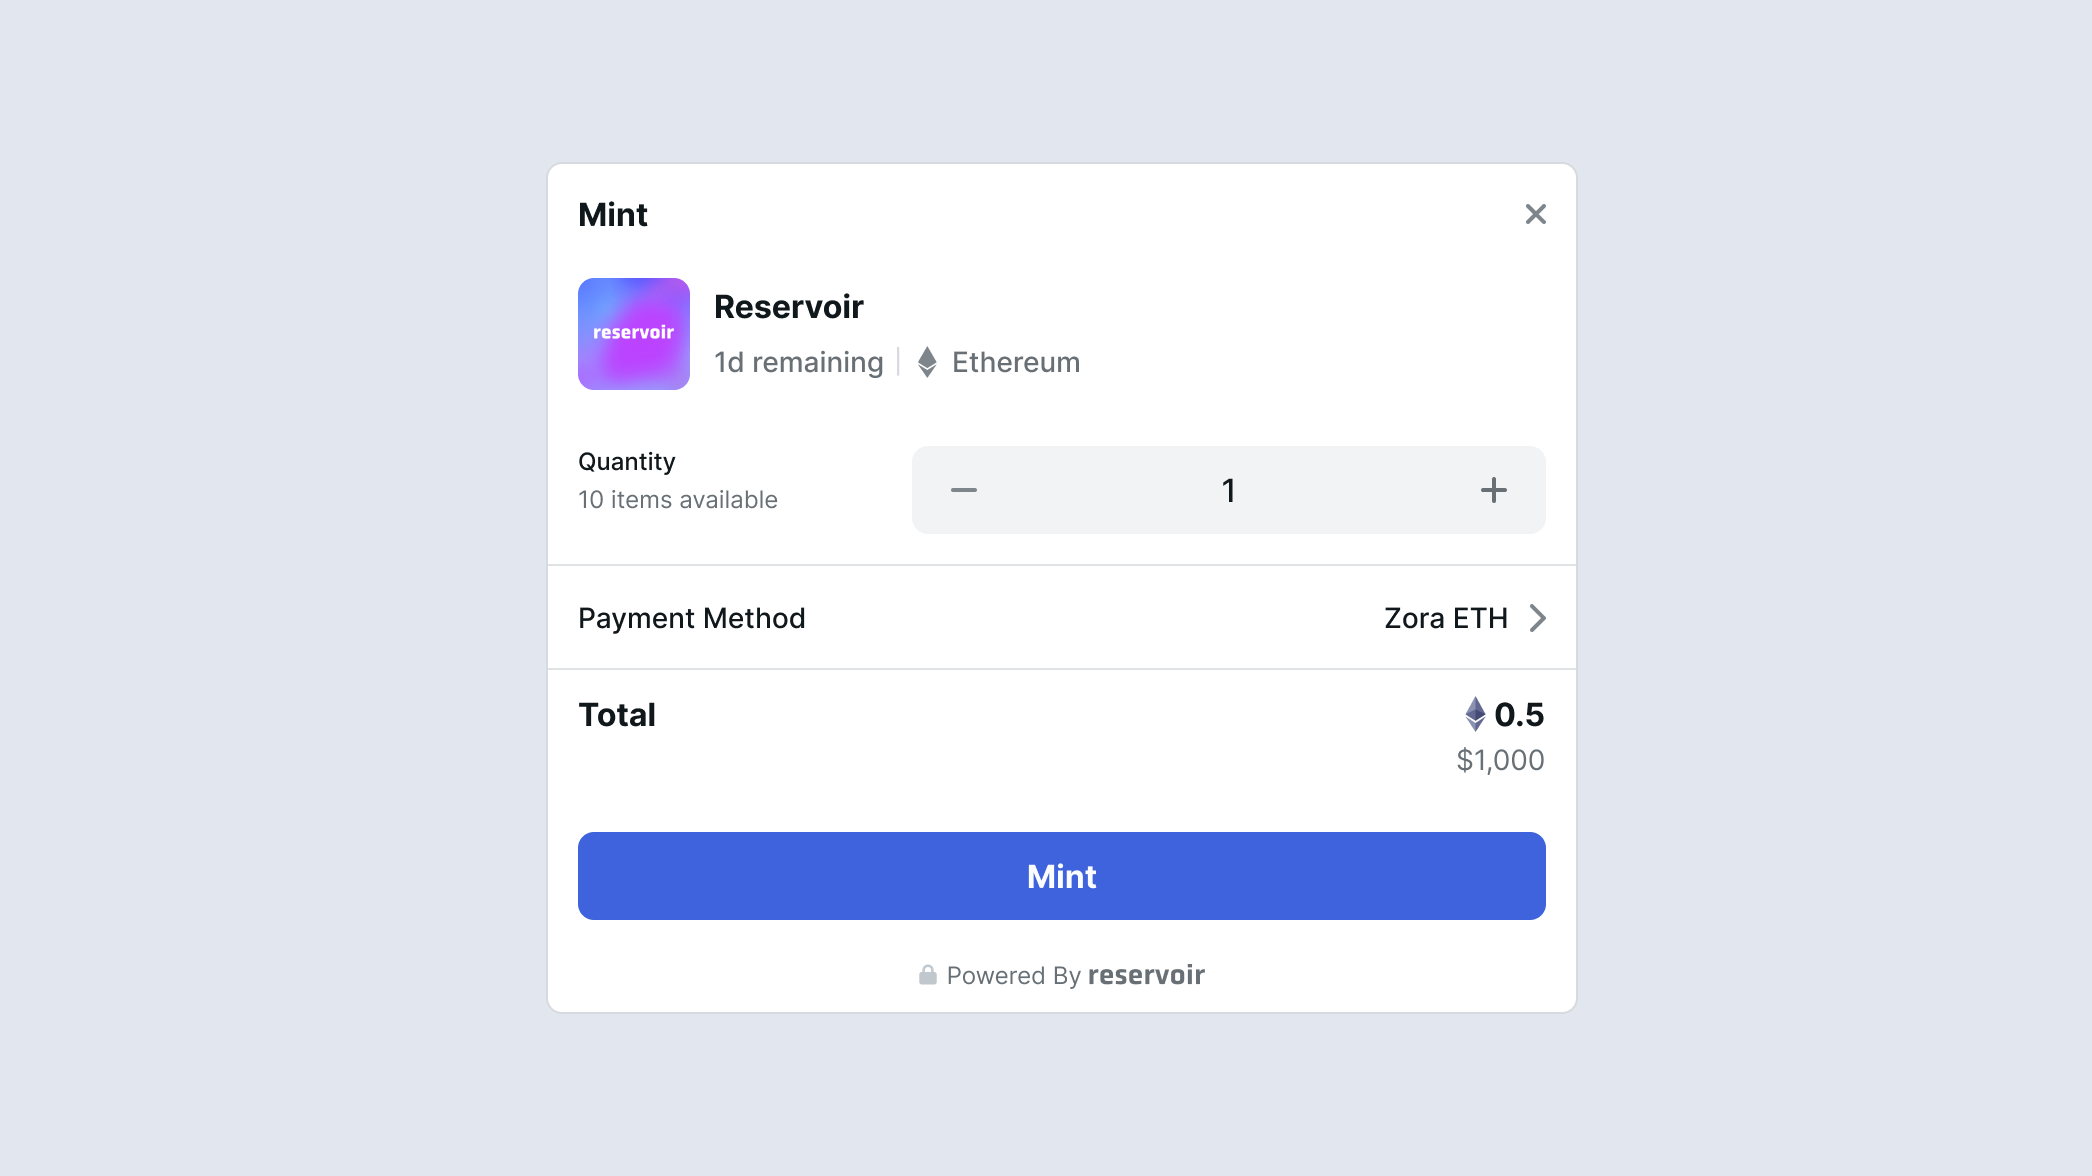 Mint
reservoir
Reservoir
1d remaining
Ethereum
Quantity
10 items available
1
Payment Method
Zora ETH
Total
0.5
$1,000
Mint
Powered By reservoir